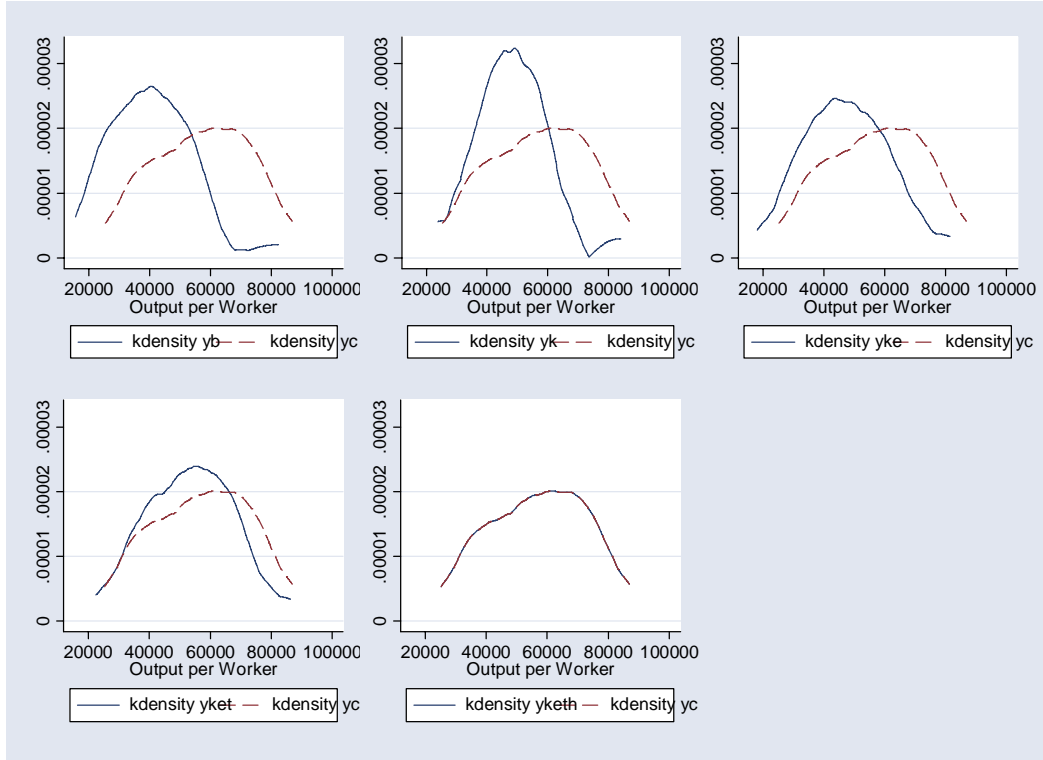 0 .00001 .00002 .00003
20000 40000 60000 80000 100000
Output per Worker
kdensity yb kdensity yc
0 .00001 .00002 .00003
20000 40000 60000 80000 100000
Output per Worker
kdensity yk kdensity yc
0 .00001 .00002 .00003
20000 40000 60000 80000 100000
Output per Worker
kdensity yke kdensity yc
0 .00001 .00002 .00003
20000 40000 60000 80000 100000
Output per Worker
kdensity yket kdensity yc
0 .00001 .00002 .00003
20000 40000 60000 80000 100000
Output per Worker
kdensity yketh kdensity yc